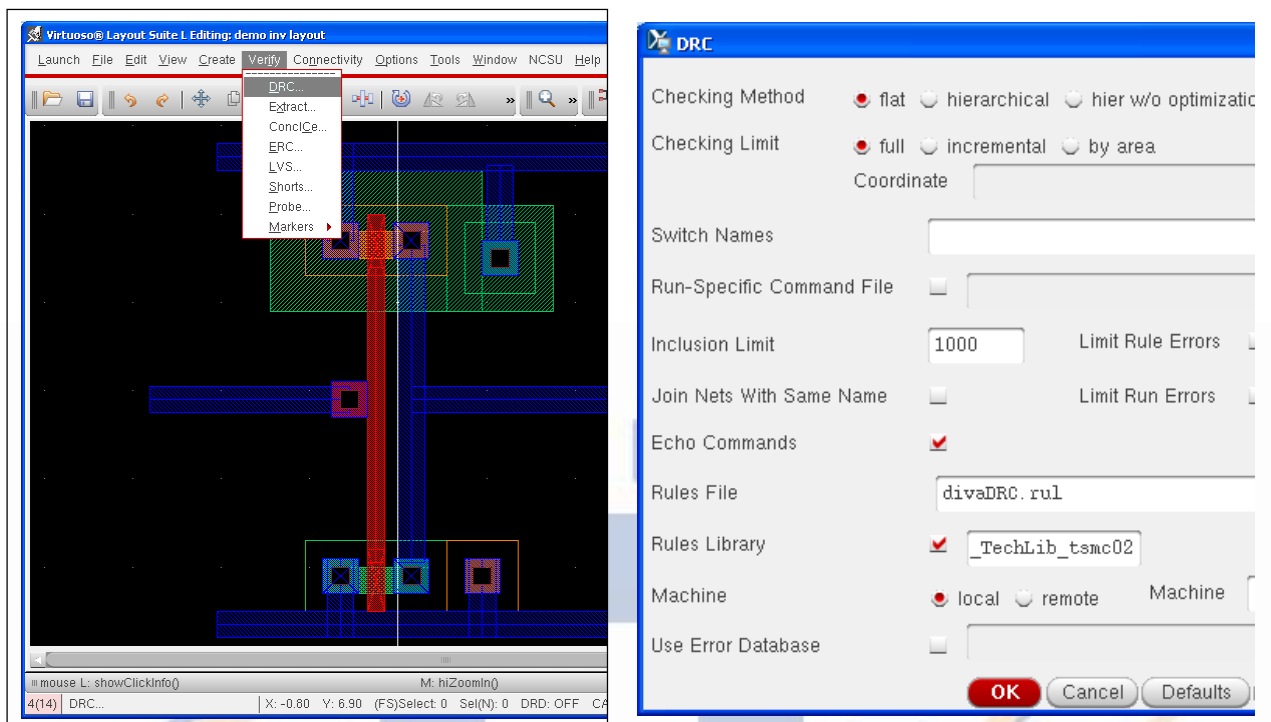 Virtuoso® Layout Suite L Editing: demo inv layout
Launch File Edit View Create Verify Connectivity Options Tools Window NCSU Help
DRC...
Extract...
ConclCe...
ERC...
LVS...
Shorts...
Probe...
Markers
mouse L: showClickInfo() M: hiZoomIn()
4(14) DRC... X: -0.80 Y: 6.90 (FS)Select: 0 Sel(N): 0 DRD: OFF CA
DRC
Checking Method flat hierarchical hier w/o optimizatio
Checking Limit full incremental by area
Coordinate
Switch Names
Run-Specific Command File
Inclusion Limit 1000 Limit Rule Errors
Join Nets With Same Name Limit Run Errors
Echo Commands
Rules File divaDRC.rul
Rules Library _TechLib_tsmc02
Machine local remote Machine
Use Error Database
OK Cancel Defaults